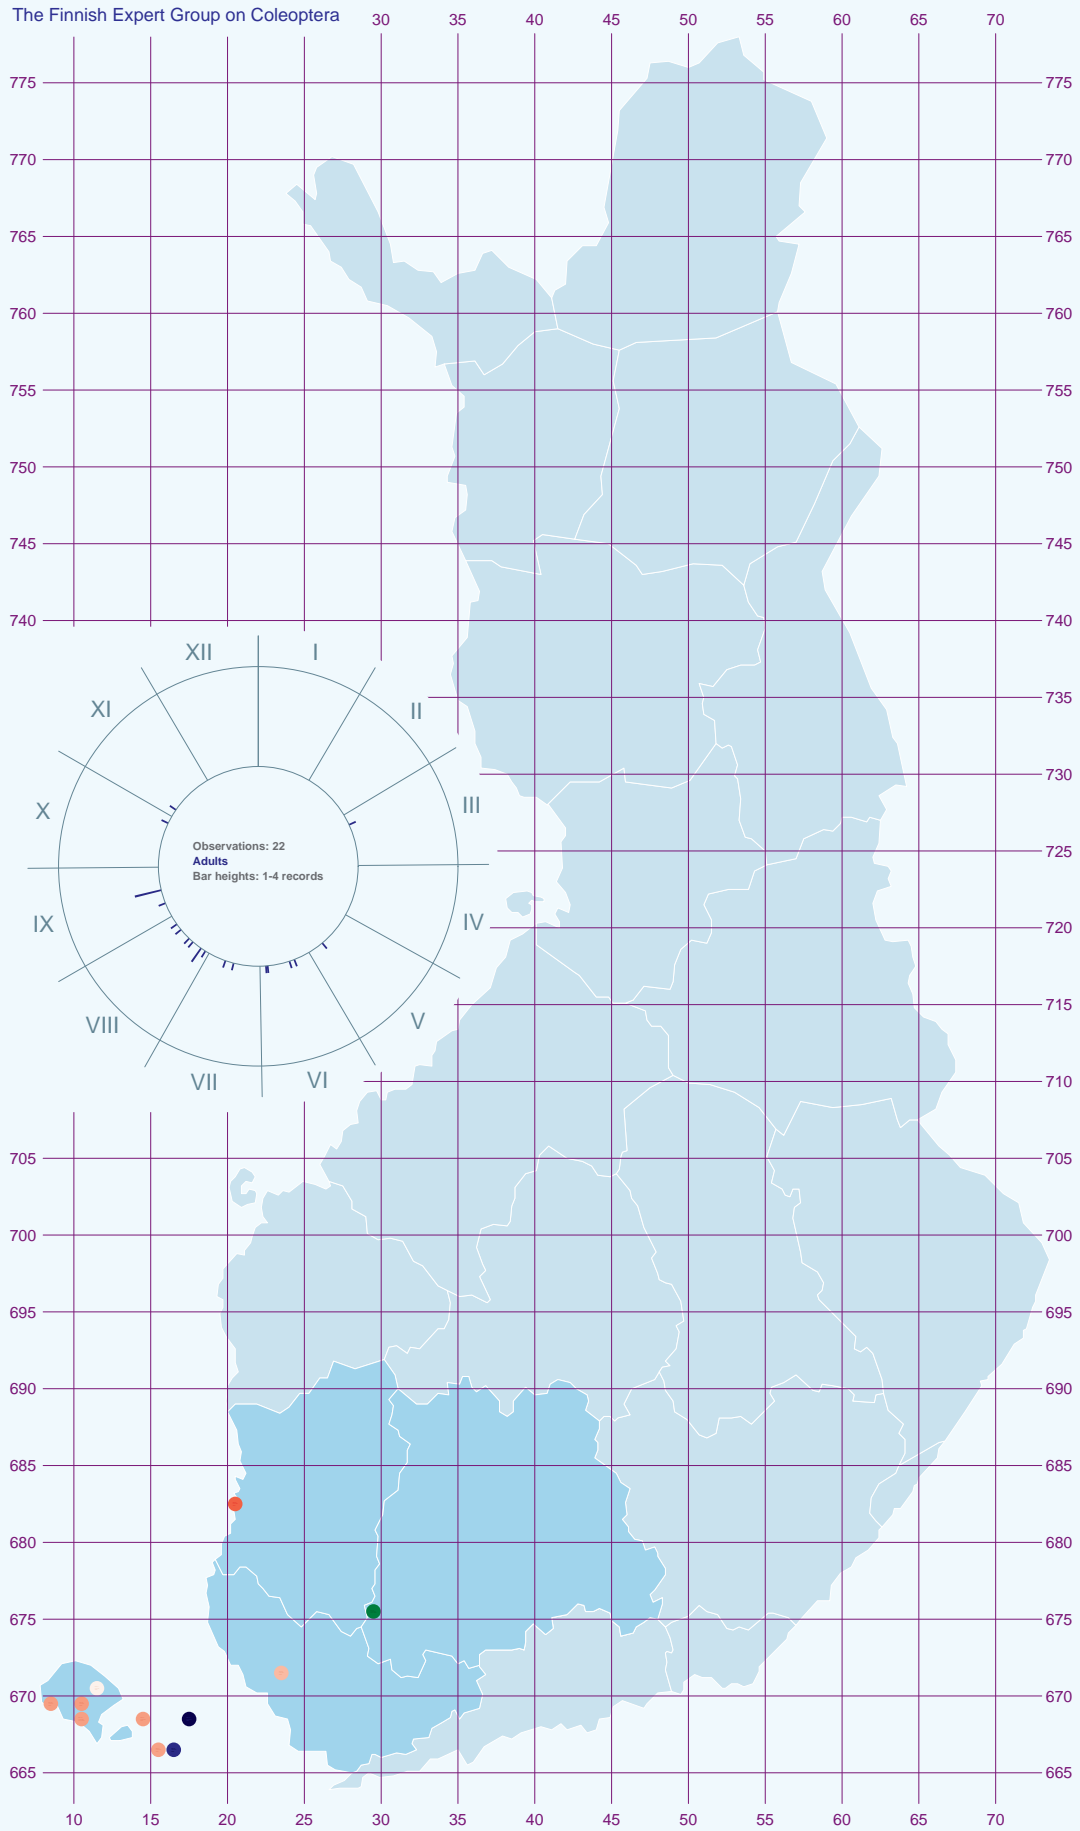 The Finnish Expert Group on Coleoptera
30 45 40 45 50 55 60 65 70
775 775
770 770
765 765
760 760
755 755
750 750
745 745
740 740
XII I
XI II
735
730
X III
Observations: 22
Adults
Bar heights: 1-4 records
725
IX IV
720
VIII V
715
VII VI
710
705 705
700 700
695 695
690 690
685 685
680 680
675 675
670 670
665 665
10 15 20 25 30 35 40 45 50 55 60 65 70